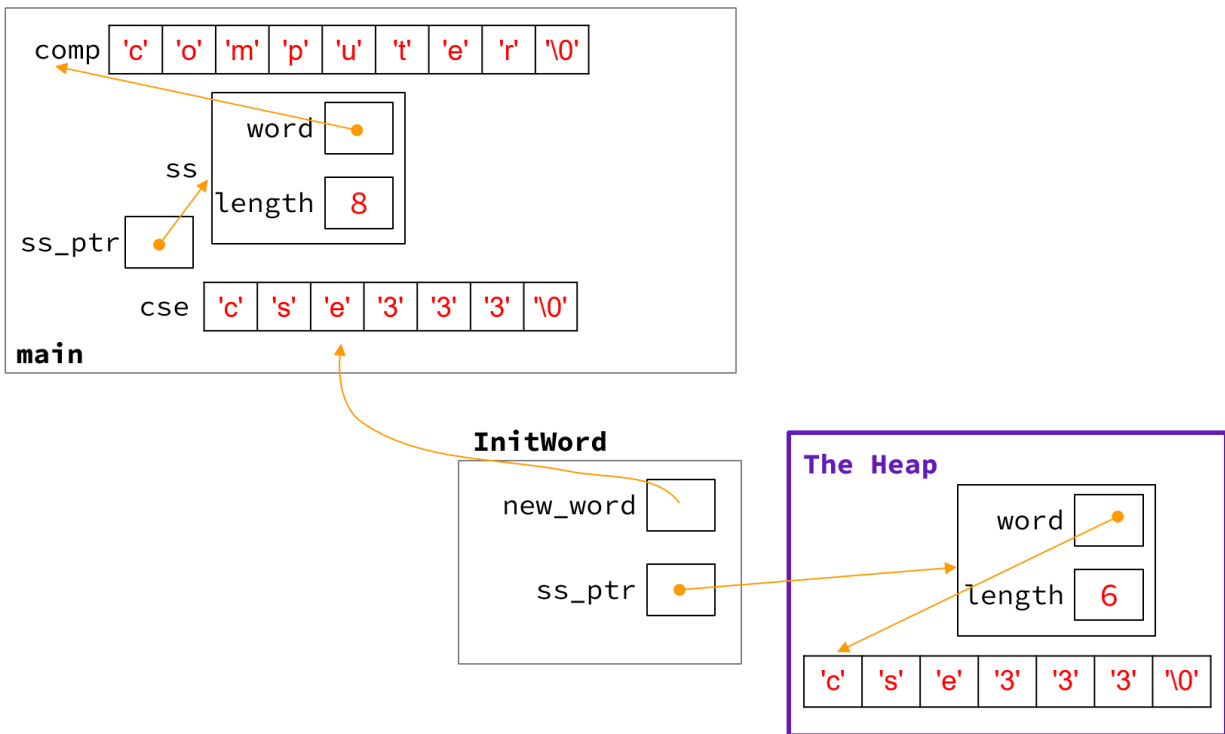 comp 'c' 'o' 'm' 'p' 'u' 't' 'e' 'r' '\0'
word
ss
length 8
ss_ptr
cse 'c' 's' 'e' '3' '3' '3' '\0'
main
InitWord
new_word
ss_ptr
The Heap
word
length 6
'c' 's' 'e' '3' '3' '3' '\0'